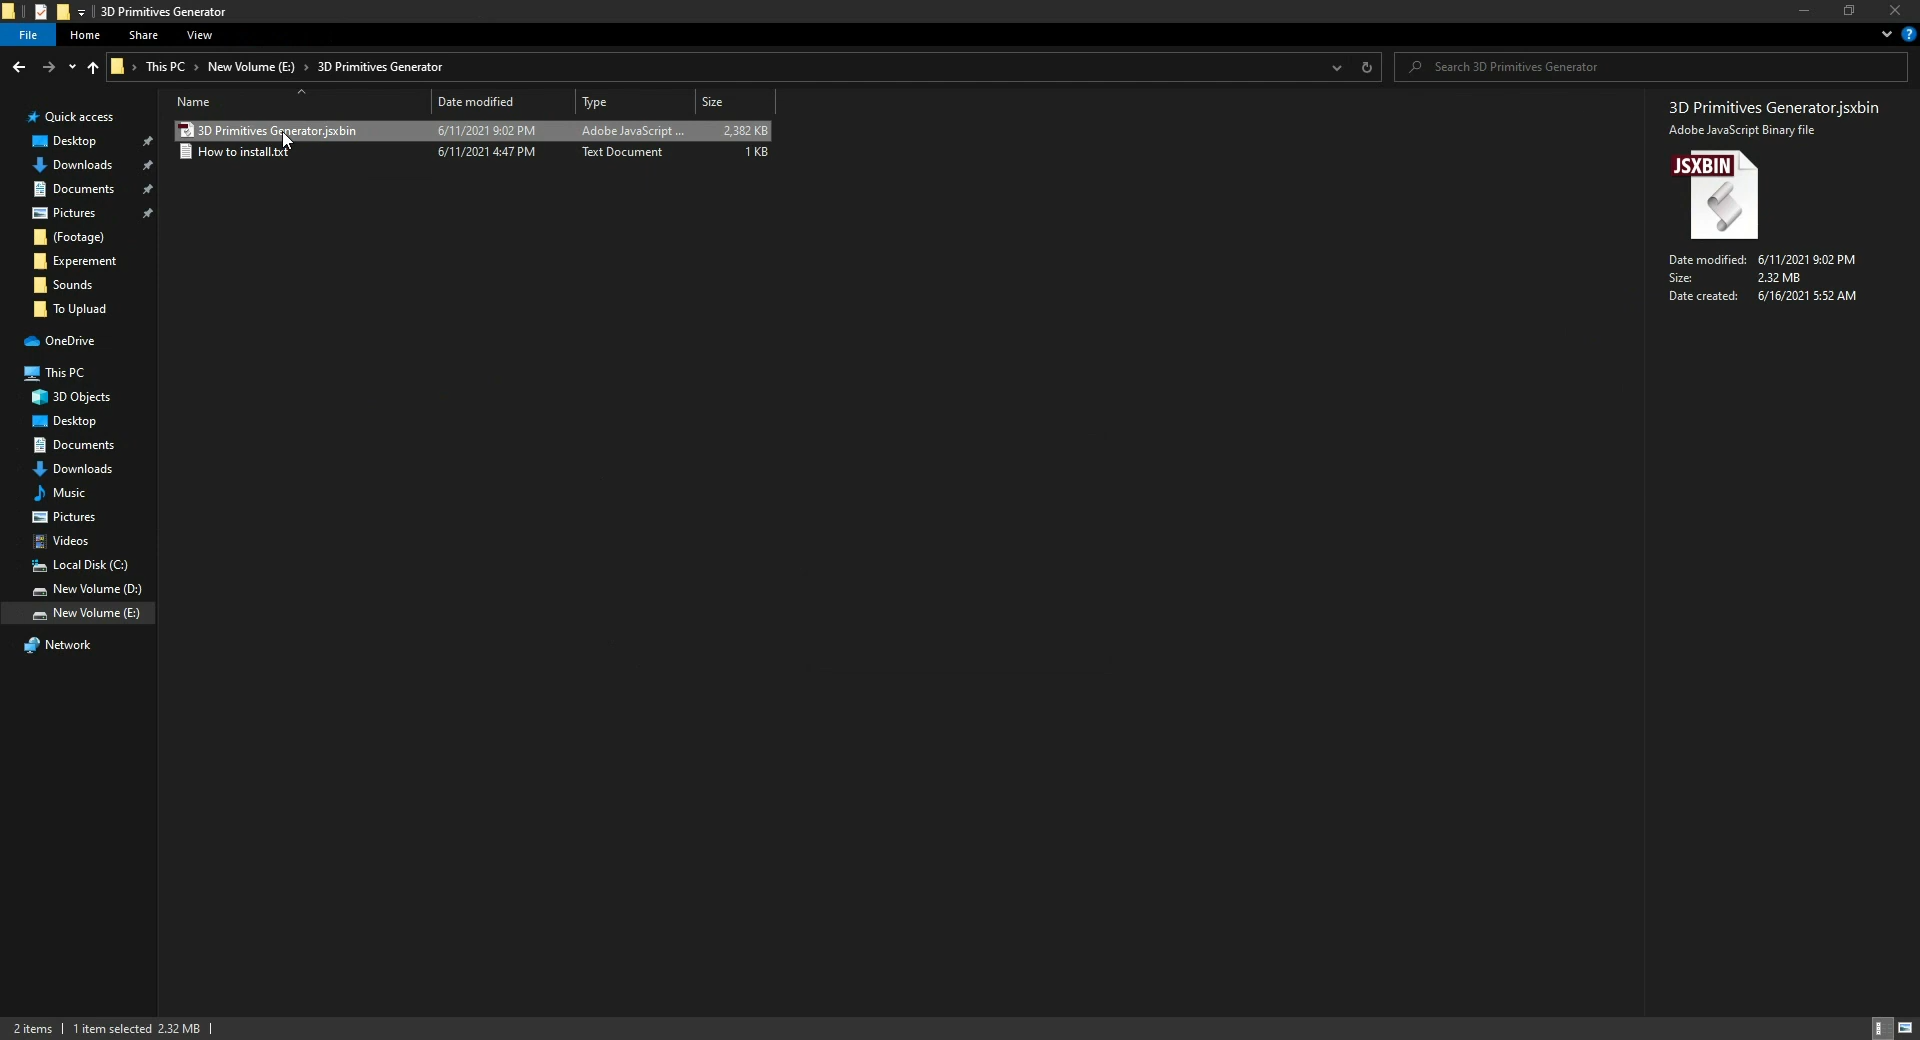 3D Primitives Generator
File Home Share View
This PC New Volume (E:) 3D Primitives Generator
Search 3D Primitives Generator
Name Date modified Type Size
3D Primitives Generator.jsxbin 6/11/2021 9:02 PM Adobe JavaScript ... 2,382 KB
How to install.txt 6/11/2021 4:47 PM Text Document 1 KB
Quick access
Desktop
Downloads
Documents
Pictures
(Footage)
Experement
Sounds
To Upluad
OneDrive
This PC
3D Objects
Desktop
Documents
Downloads
Music
Pictures
Videos
Local Disk (C:)
New Volume (D:)
New Volume (E:)
Network
3D Primitives Generator.jsxbin
Adobe JavaScript Binary file
JSXBIN
Date modified: 6/11/2021 9:02 PM
Size: 2.32 MB
Date created: 6/16/2021 5:52 AM
2 items 1 item selected 2.32 MB